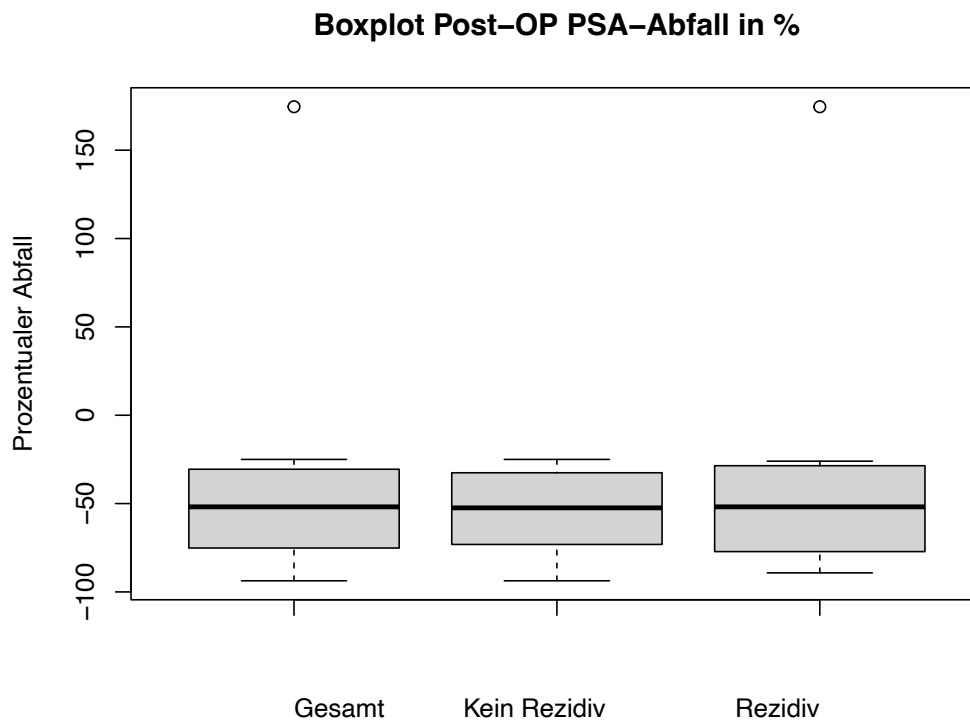 Boxplot Post−OP PSA−Abfall in %
Prozentualer Abfall
150
100
50
0
−50
−100
Gesamt Kein Rezidiv Rezidiv